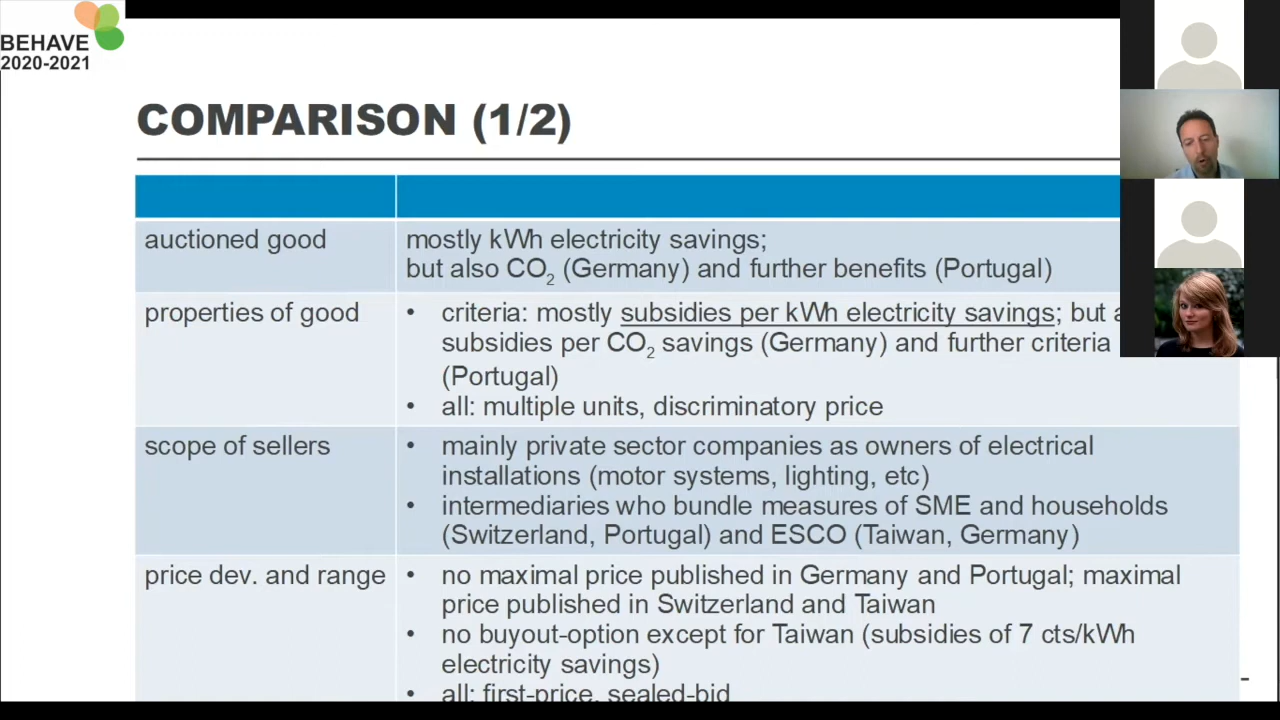 BEHAVE
2020-2021
COMPARISON (1/2)
auctioned good
mostly kWh electricity savings;
but also CO2 (Germany) and further benefits (Portugal)
properties of good
• criteria: mostly subsidies per kWh electricity savings; but
subsidies per CO2 savings (Germany) and further criteria
(Portugal)
• all: multiple units, discriminatory price
scope of sellers
• mainly private sector companies as owners of electrical
installations (motor systems, lighting, etc)
• intermediaries who bundle measures of SME and households
(Switzerland, Portugal) and ESCO (Taiwan, Germany)
price dev. and range
• no maximal price published in Germany and Portugal; maximal
price published in Switzerland and Taiwan
• no buyout-option except for Taiwan (subsidies of 7 cts/kWh
electricity savings)
• all: first-price, sealed-bid